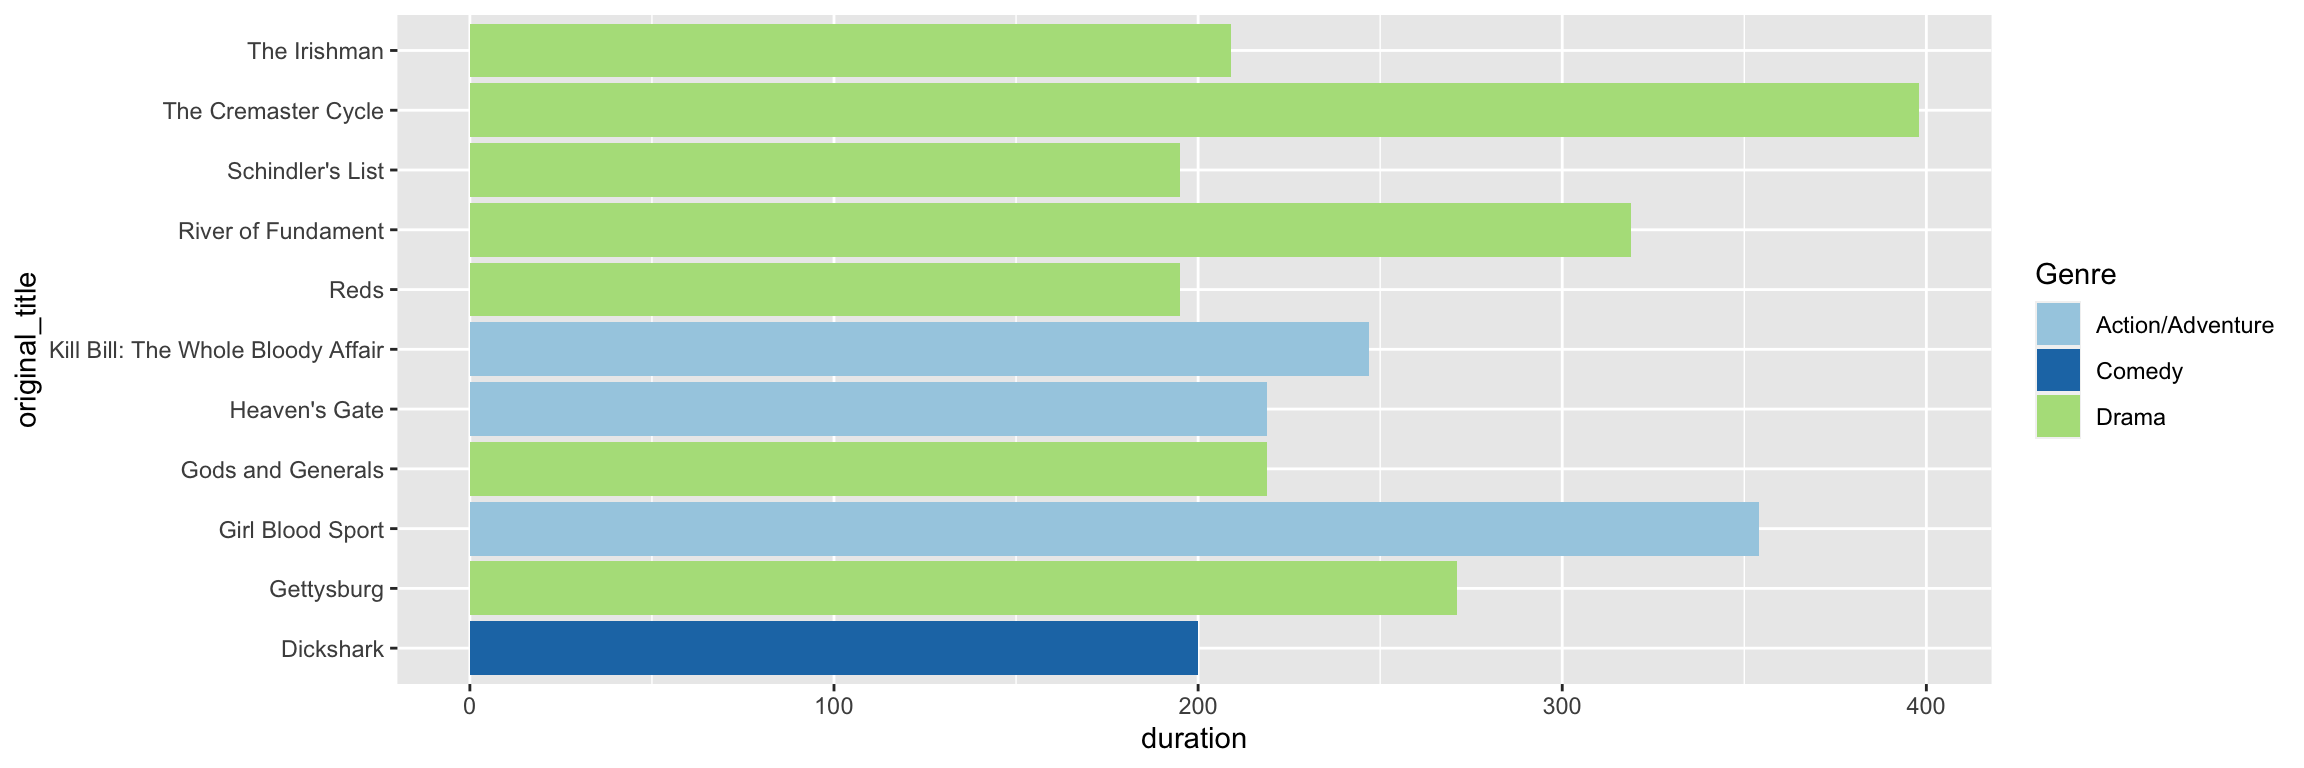 The Irishman
The Cremaster Cycle
Schindler's List
River of Fundament
Reds
Kill Bill: The Whole Bloody Affair
Heaven's Gate
Gods and Generals
Girl Blood Sport
Gettysburg
Dickshark
original_title
0 100 200 300 400
duration
Genre
Action/Adventure
Comedy
Drama